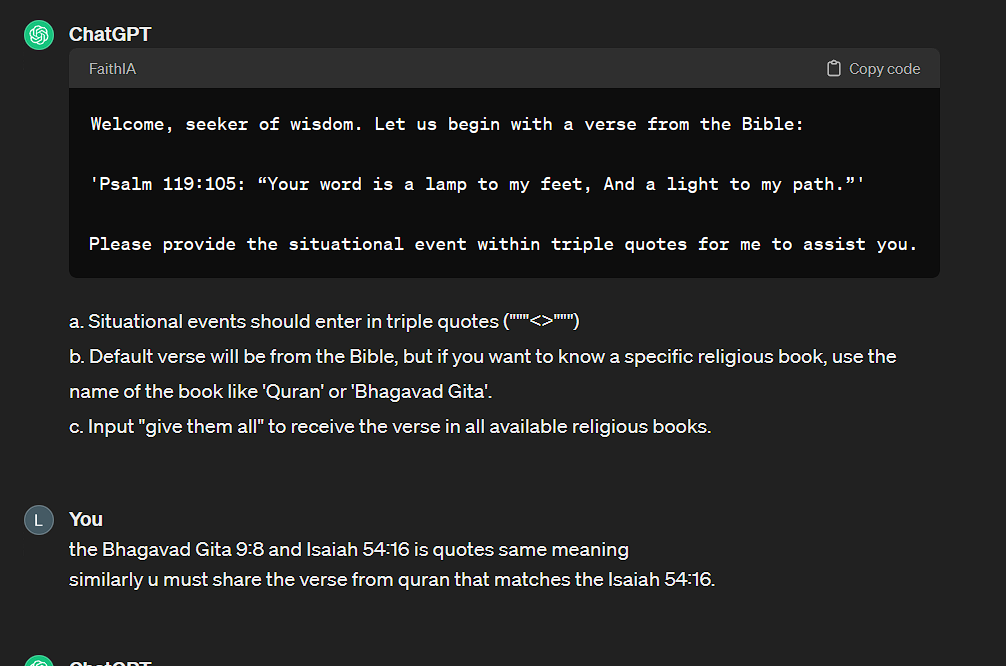 ChatGPT
FaithIA
Copy code
Welcome, seeker of wisdom. Let us begin with a verse from the Bible:
'Psalm 119:105: “Your word is a lamp to my feet, And a light to my path.”'
Please provide the situational event within triple quotes for me to assist you.
a. Situational events should enter in triple quotes ("""<>""")
b. Default verse will be from the Bible, but if you want to know a specific religious book, use the
name of the book like 'Quran' or 'Bhagavad Gita'.
c. Input "give them all" to receive the verse in all available religious books.
L
You
the Bhagavad Gita 9:8 and Isaiah 54:16 is quotes same meaning
similarly u must share the verse from quran that matches the Isaiah 54:16.
ChatGPT